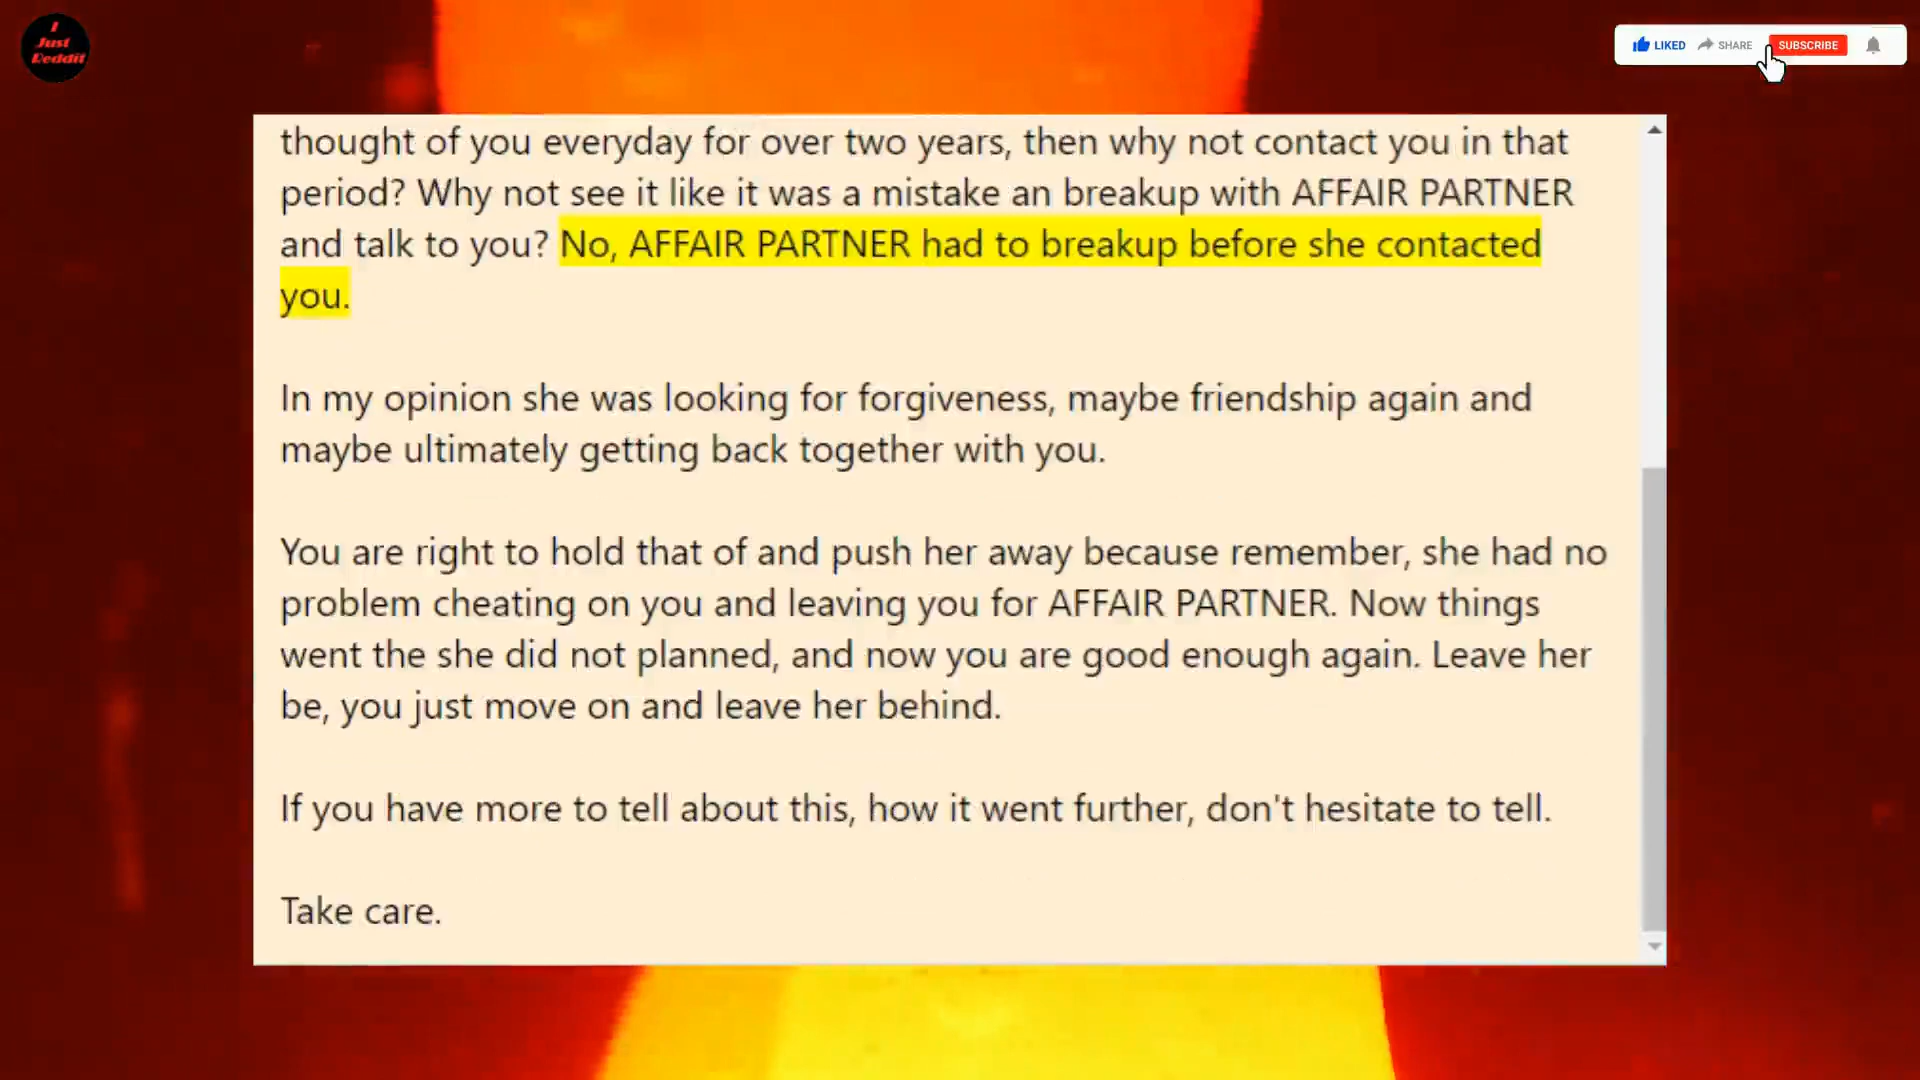 I
Just
Reddit
LIKED SHARE SUBSCRIBE
thought of you everyday for over two years, then why not contact you in that
period? Why not see it like it was a mistake an breakup with AFFAIR PARTNER
and talk to you? No, AFFAIR PARTNER had to breakup before she contacted
you.
In my opinion she was looking for forgiveness, maybe friendship again and
maybe ultimately getting back together with you.
You are right to hold that of and push her away because remember, she had no
problem cheating on you and leaving you for AFFAIR PARTNER. Now things
went the she did not planned, and now you are good enough again. Leave her
be, you just move on and leave her behind.
If you have more to tell about this, how it went further, don't hesitate to tell.
Take care.